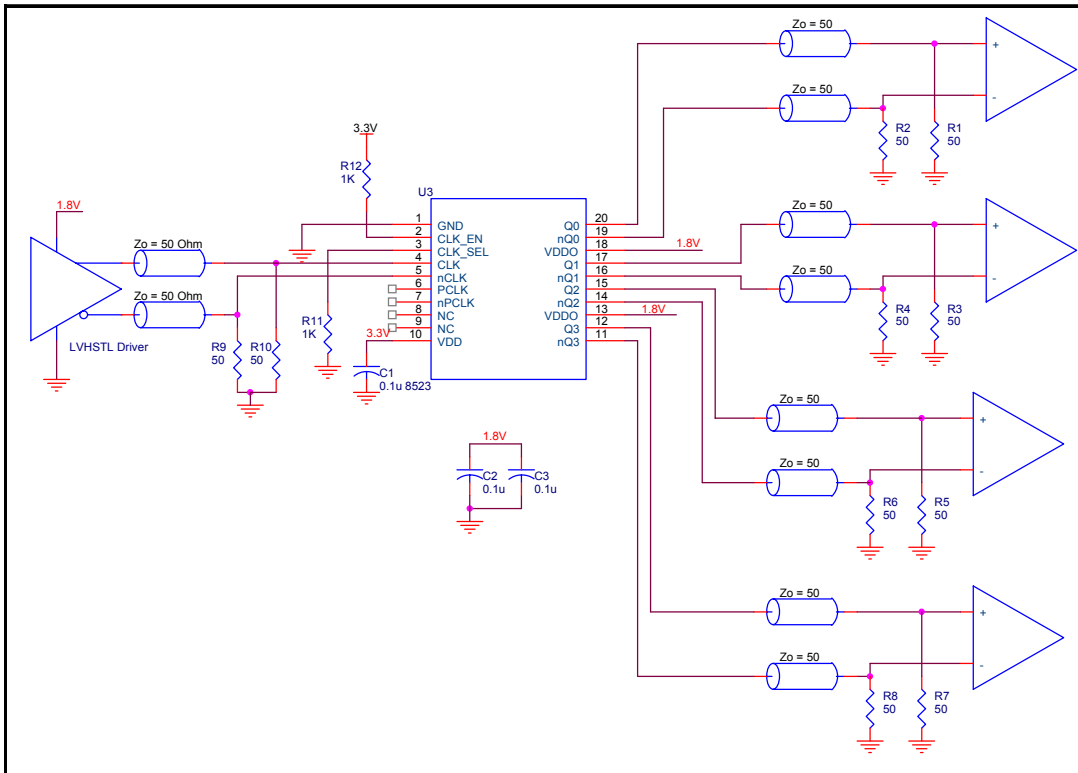 Zo = 50
+
Zo = 50
-
R2
50
R1
50
3.3V
R12
1K
U3
1.8V
Zo = 50 Ohm
Zo = 50 Ohm
LVHSTL Driver
R9
50
R10
50
R11
1K
3.3V
C1
0.1u
8523
1 GND
2 CLK_EN
3 CLK_SEL
4 CLK
5 nCLK
6 PCLK
7 nPCLK
8 NC
9 NC
10 VDD
Q0 20
nQ0 19
VDDO 18
Q1 17
nQ1 16
Q2 15
nQ2 14
VDDO 13
Q3 12
nQ3 11
1.8V
1.8V
Zo = 50
+
Zo = 50
-
R4
50
R3
50
1.8V
C2
0.1u
C3
0.1u
Zo = 50
+
Zo = 50
-
R6
50
R5
50
Zo = 50
+
Zo = 50
-
R8
50
R7
50